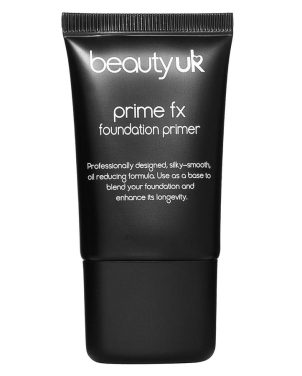 beautyuk
prime fx
foundation primer
Professionally designed, silky-smooth,
oil reducing formula. Use as a base to
blend your foundation and
enhance its longevity.